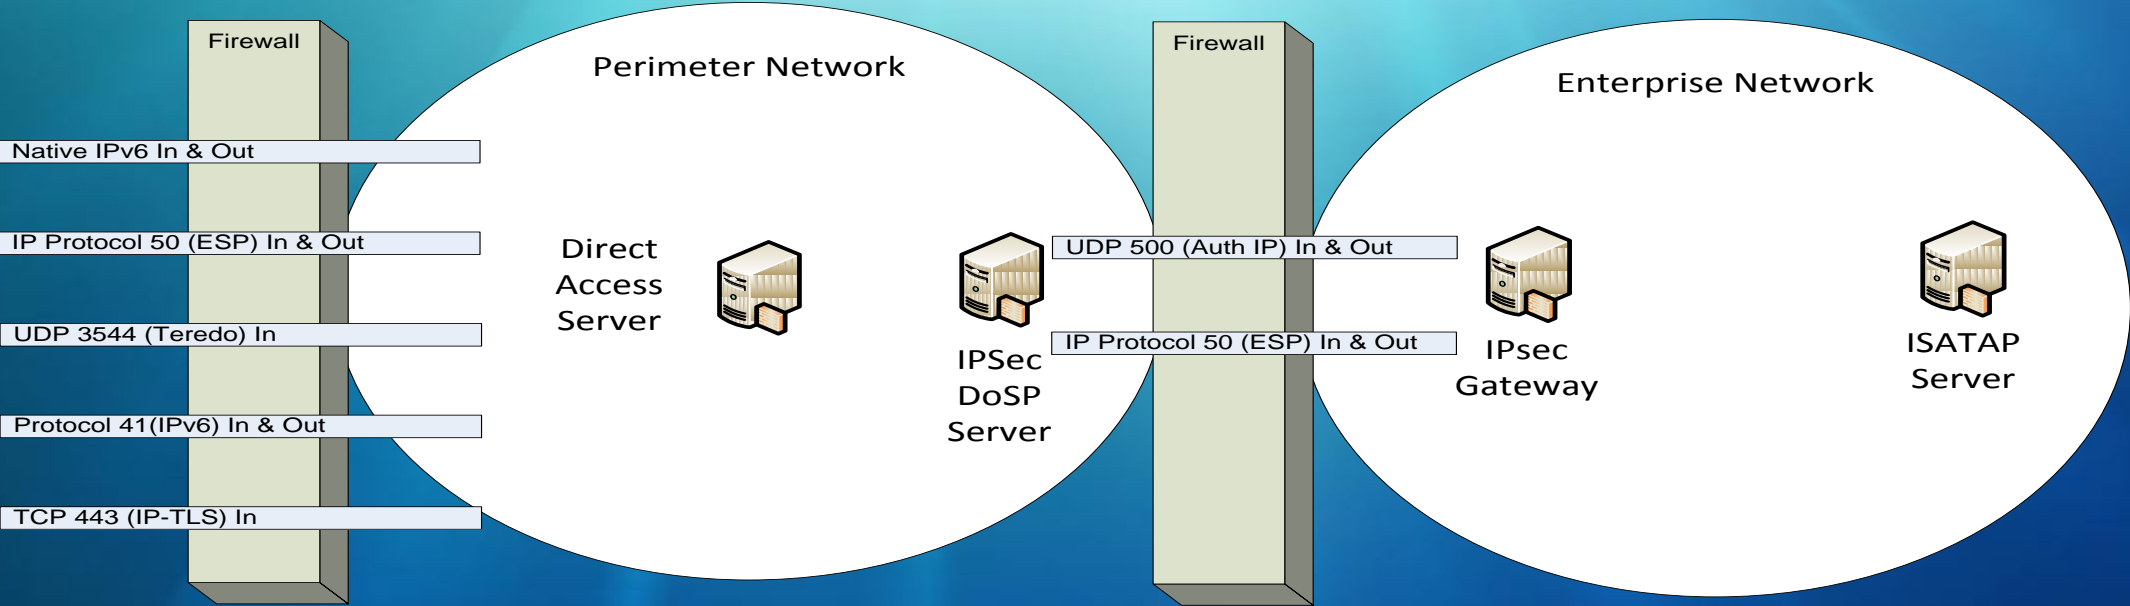 Firewall
Perimeter Network
Firewall
Enterprise Network
Native IPv6 In & Out
IP Protocol 50 (ESP) In & Out
UDP 3544 (Teredo) In
Protocol 41(IPv6) In & Out
TCP 443 (IP-TLS) In
Direct
Access
Server
IPSec
DoSP
Server
UDP 500 (Auth IP) In & Out
IP Protocol 50 (ESP) In & Out
IPsec
Gateway
ISATAP
Server